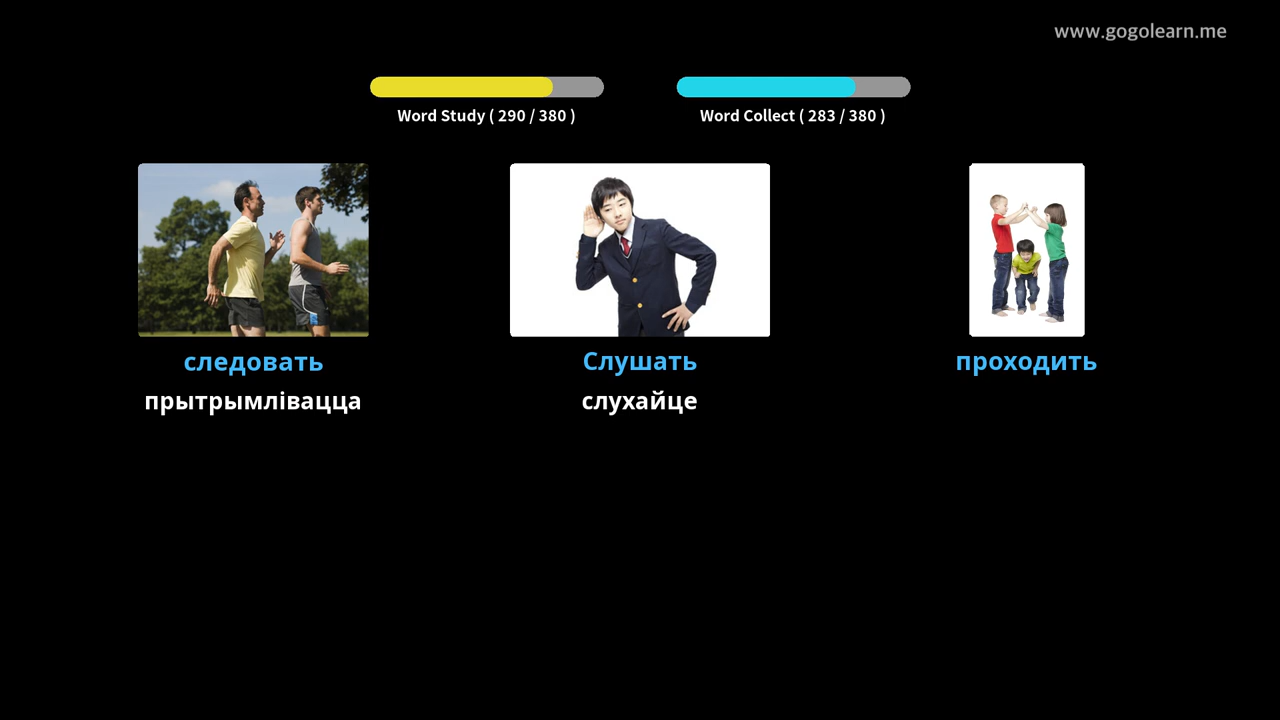 www.gogolearn.me
Word Study ( 290 / 380 )
Word Collect ( 283 / 380 )
следовать
Слушать
проходить
прытрымлівацца
слухайце